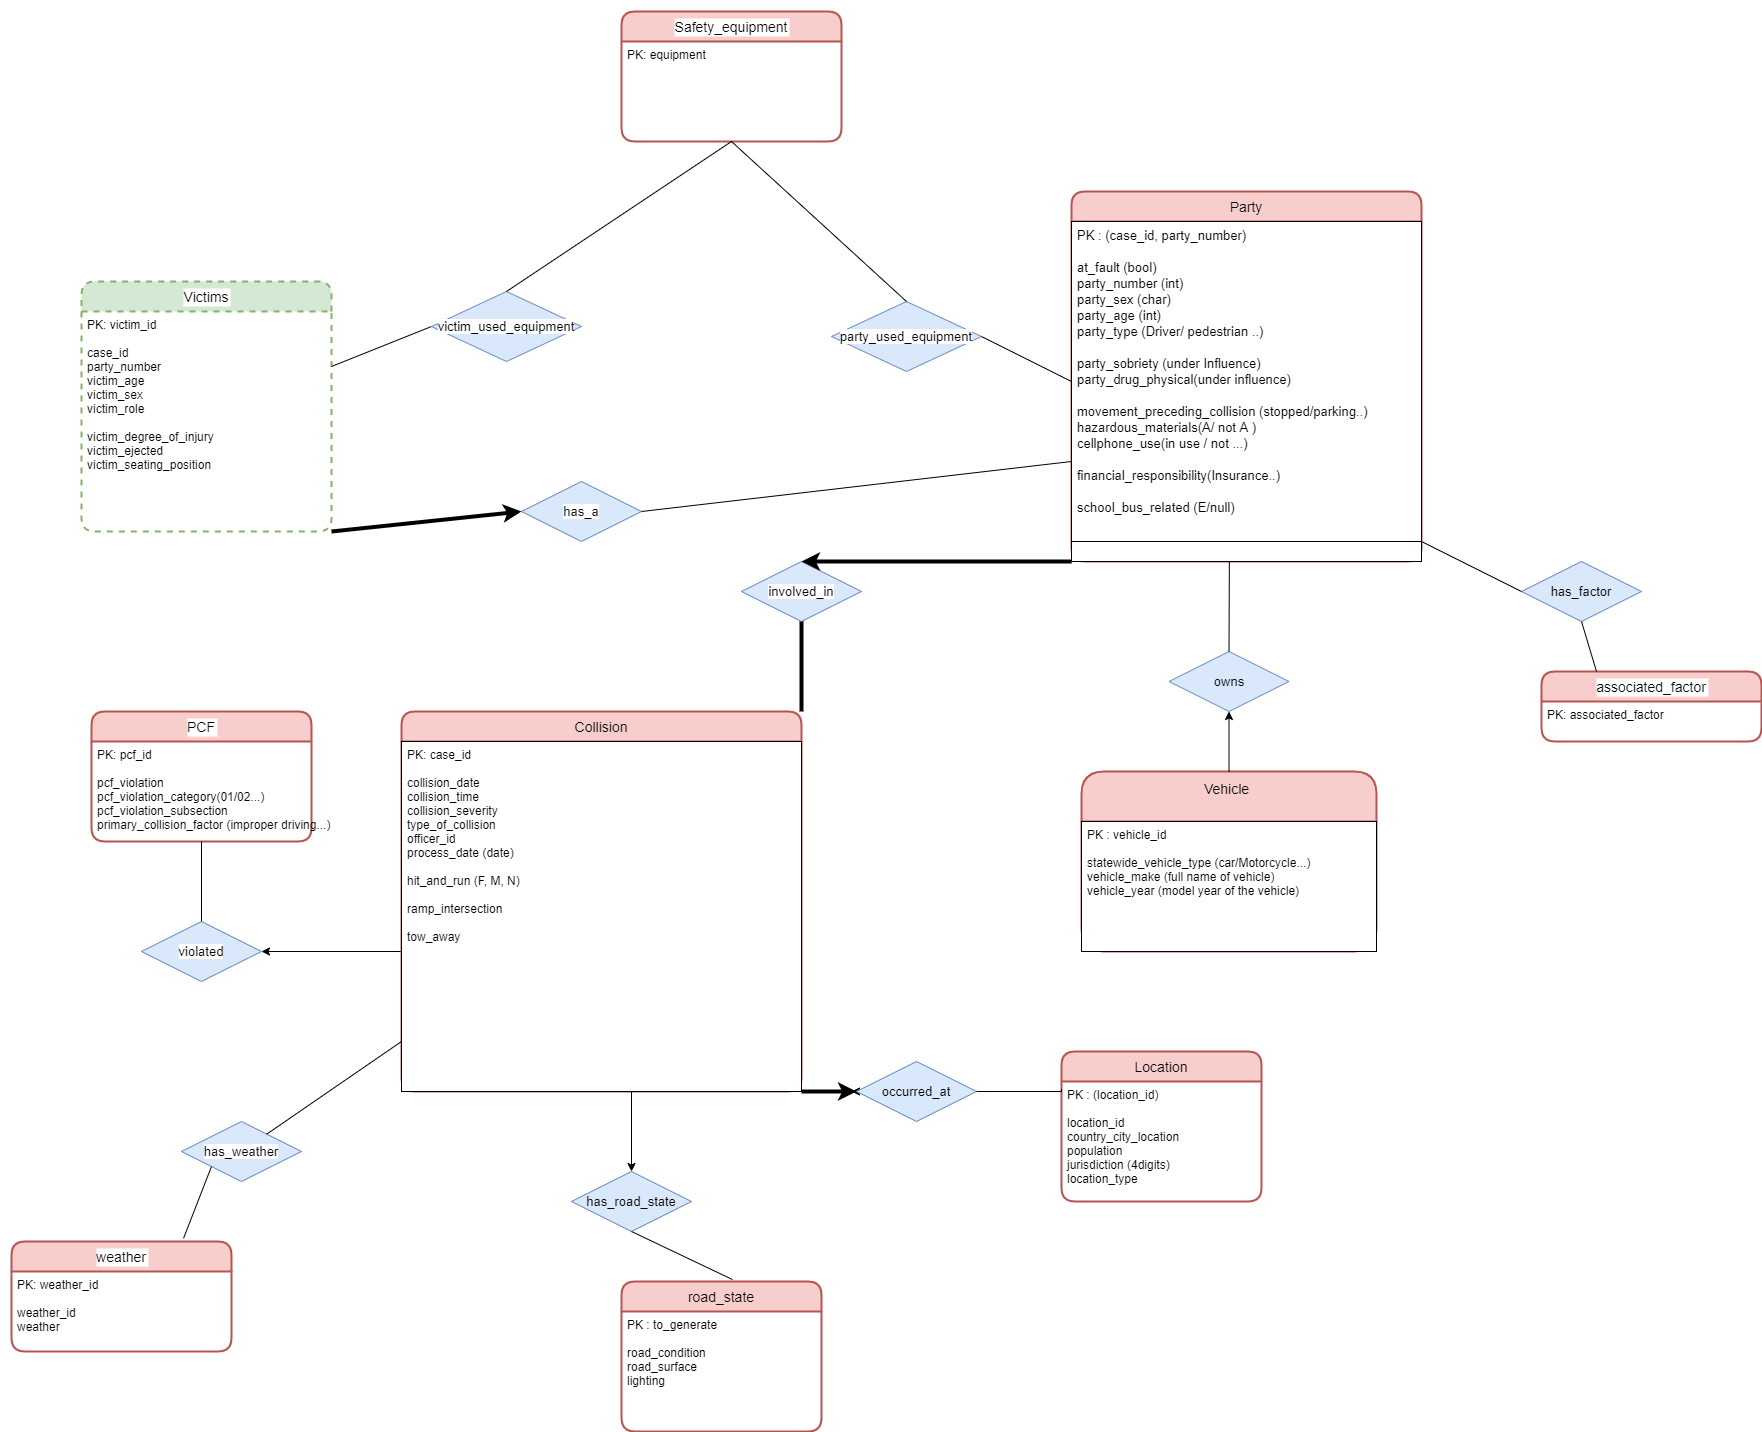 Safety_equipment
PK: equipment
Party
PK : (case_id, party_number)
at_fault (bool)
party_number (int)
party_sex (char)
party_age (int)
party_type (Driver/ pedestrian ..)
party_sobriety (under Influence)
party_drug_physical(under influence)
movement_preceding_collision (stopped/parking..)
hazardous_materials(A/ not A )
cellphone_use(in use / not ...)
financial_responsibility(Insurance..)
school_bus_related (E/null)
Victims
PK: victim_id
case_id
party_number
victim_age
victim_sex
victim_role
victim_degree_of_injury
victim_ejected
victim_seating_position
victim_used_equipment
party_used_equipment
has_a
involved_in
has_factor
owns
associated_factor
PK: associated_factor
PCF
PK: pcf_id
pcf_violation
pcf_violation_category(01/02...)
pcf_violation_subsection
primary_collision_factor (improper driving...)
Collision
PK: case_id
collision_date
collision_time
collision_severity
type_of_collision
officer_id
process_date (date)
hit_and_run (F, M, N)
ramp_intersection
tow_away
Vehicle
PK : vehicle_id
statewide_vehicle_type (car/Motorcycle...)
vehicle_make (full name of vehicle)
vehicle_year (model year of the vehicle)
violated
occurred_at
Location
PK : (location_id)
location_id
country_city_location
population
jurisdiction (4digits)
location_type
has_weather
has_road_state
weather
PK: weather_id
weather_id
weather
road_state
PK : to_generate
road_condition
road_surface
lighting